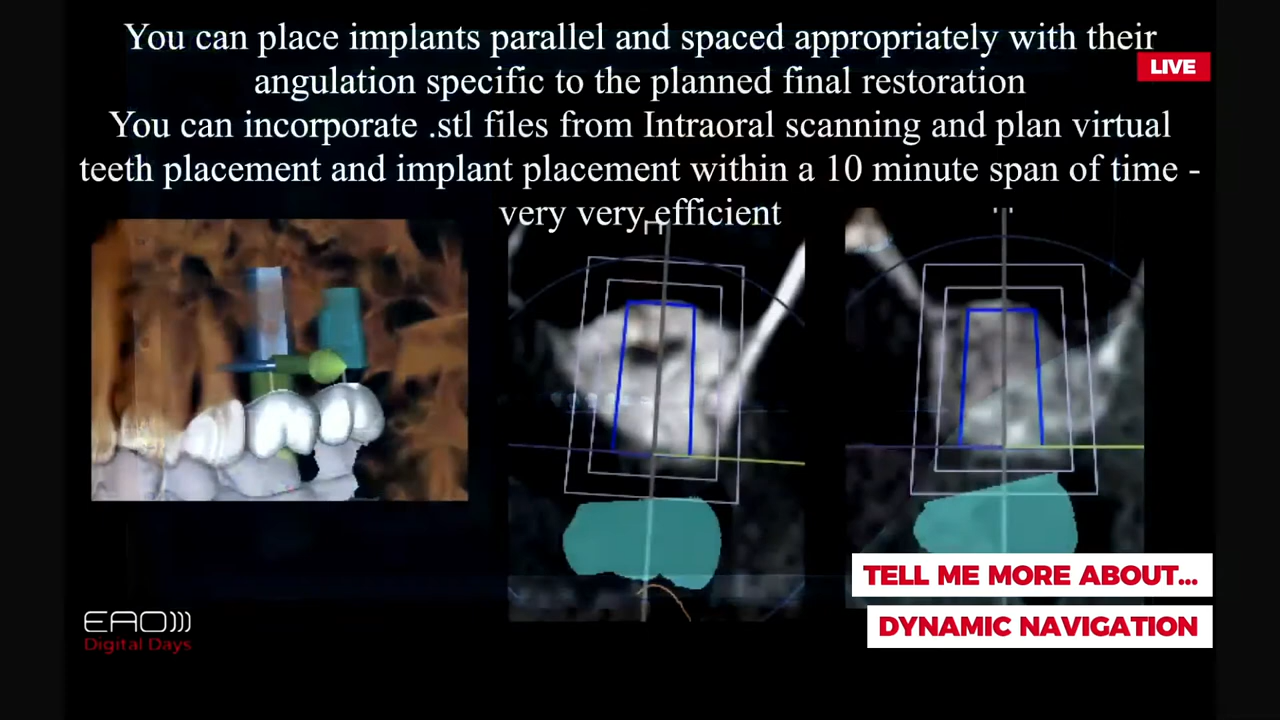 You can place implants parallel and spaced appropriately with their
angulation specific to the planned final restoration
LIVE
You can incorporate .stl files from Intraoral scanning and plan virtual
teeth placement and implant placement within a 10 minute span of time -
very very efficient
TELL ME MORE ABOUT...
DYNAMIC NAVIGATION
EAO)))
Digital Days